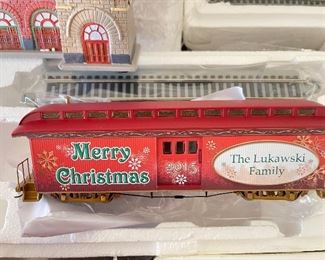 Merry
Christmas
2015
The Lukawski
Family